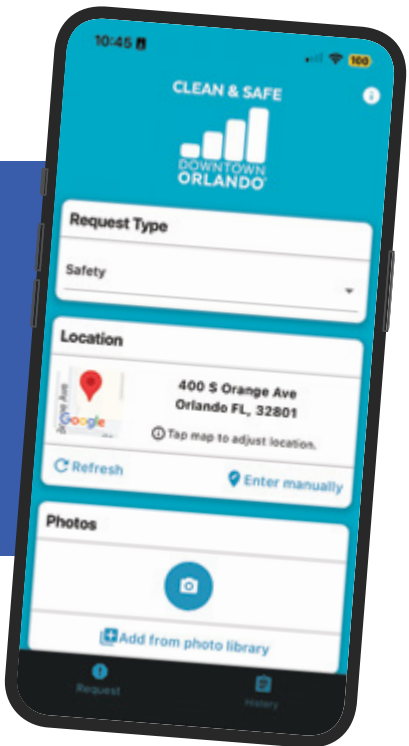 10:45
100
CLEAN & SAFE
DOWNTOWN
ORLANDO
Request Type
Safety
Location
400 S Orange Ave
Orlando FL, 32801
Tap map to adjust location.
Google
Refresh
Enter manually
Photos
Add from photo library
Request
History